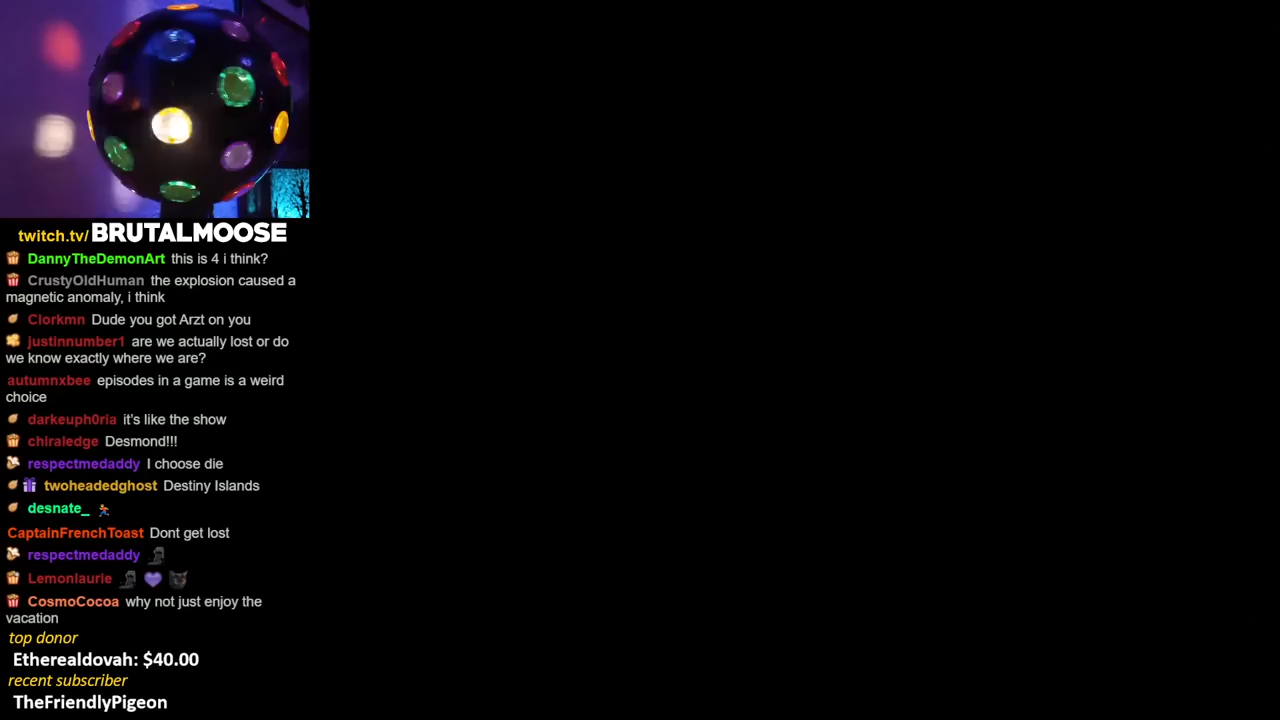 twitch.tv/BRUTALMOOSE
DannyTheDemonArt this is 4 i think?
CrustyOldHuman the explosion caused a
magnetic anomaly, i think
Clorkmn Dude you got Arzt on you
justinnumber1 are we actually lost or do
we know exactly where we are?
autumnxbee episodes in a game is a weird
choice
darkeuph0ria it's like the show
chiraledge Desmond!!!
respectmedaddy I choose die
twoheadedghost Destiny Islands
desnate_
CaptainFrenchToast Dont get lost
respectmedaddy
Lemonlaurie
CosmoCocoa why not just enjoy the
vacation
top donor
Etherealdovah: $40.00
recent subscriber
TheFriendlyPigeon